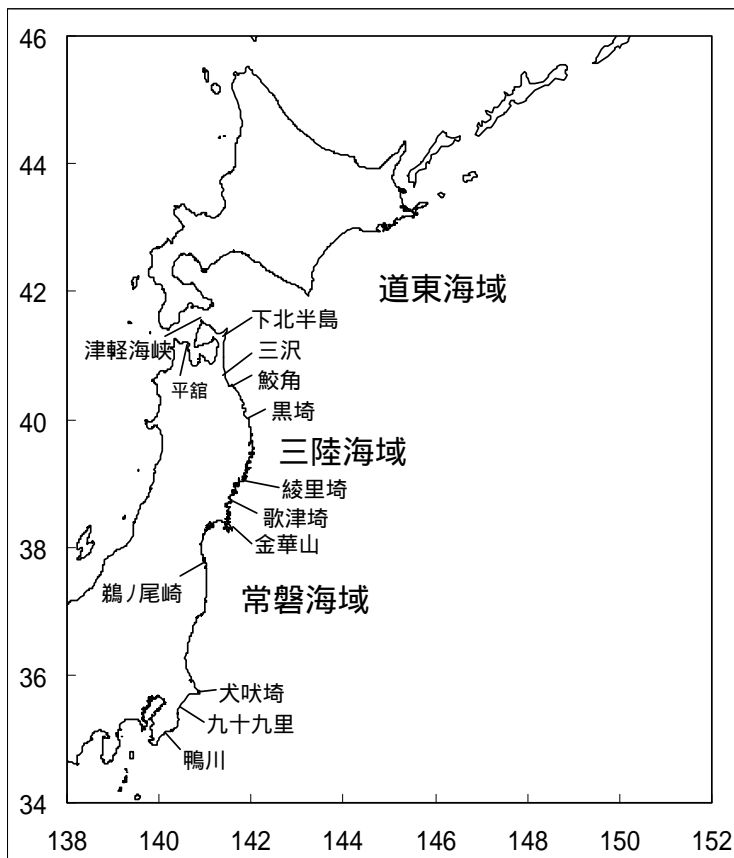 46
44
42
40
38
36
34
道東海域
下北半島
津軽海峡
三沢
平舘
鮫角
黒埼
三陸海域
綾里埼
歌津埼
金華山
鵜ノ尾崎
常磐海域
犬吠埼
九十九里
鴨川
138 140 142 144 146 148 150 152